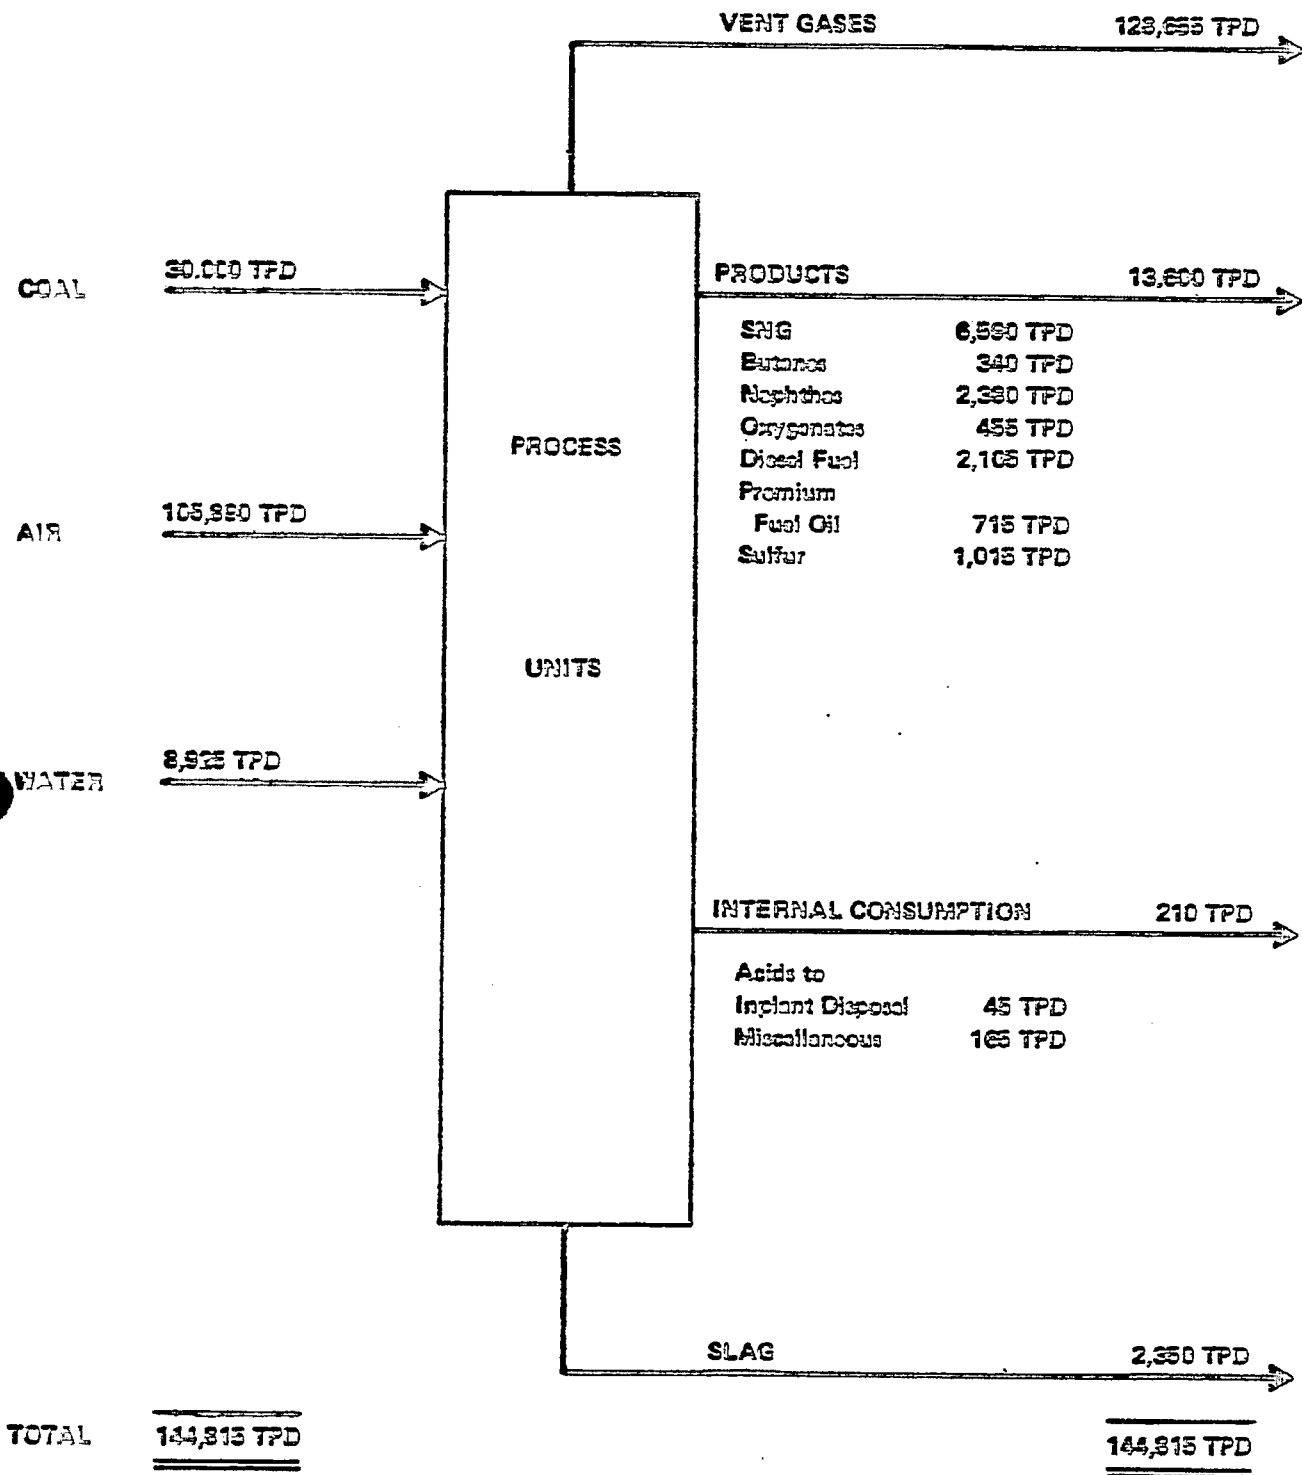 VENT GASES 128,655 TPD
COAL 30,000 TPD
PRODUCTS 13,600 TPD
SNG 6,590 TPD
Butanes 340 TPD
Naphthas 2,380 TPD
Oxygenates 455 TPD
Diesel Fuel 2,105 TPD
Premium
Fuel Oil 715 TPD
Sulfur 1,015 TPD
PROCESS
UNITS
AIR 105,890 TPD
WATER 8,925 TPD
INTERNAL CONSUMPTION 210 TPD
Acids to
Inplant Disposal 45 TPD
Miscellaneous 165 TPD
SLAG 2,350 TPD
TOTAL 144,815 TPD 144,815 TPD